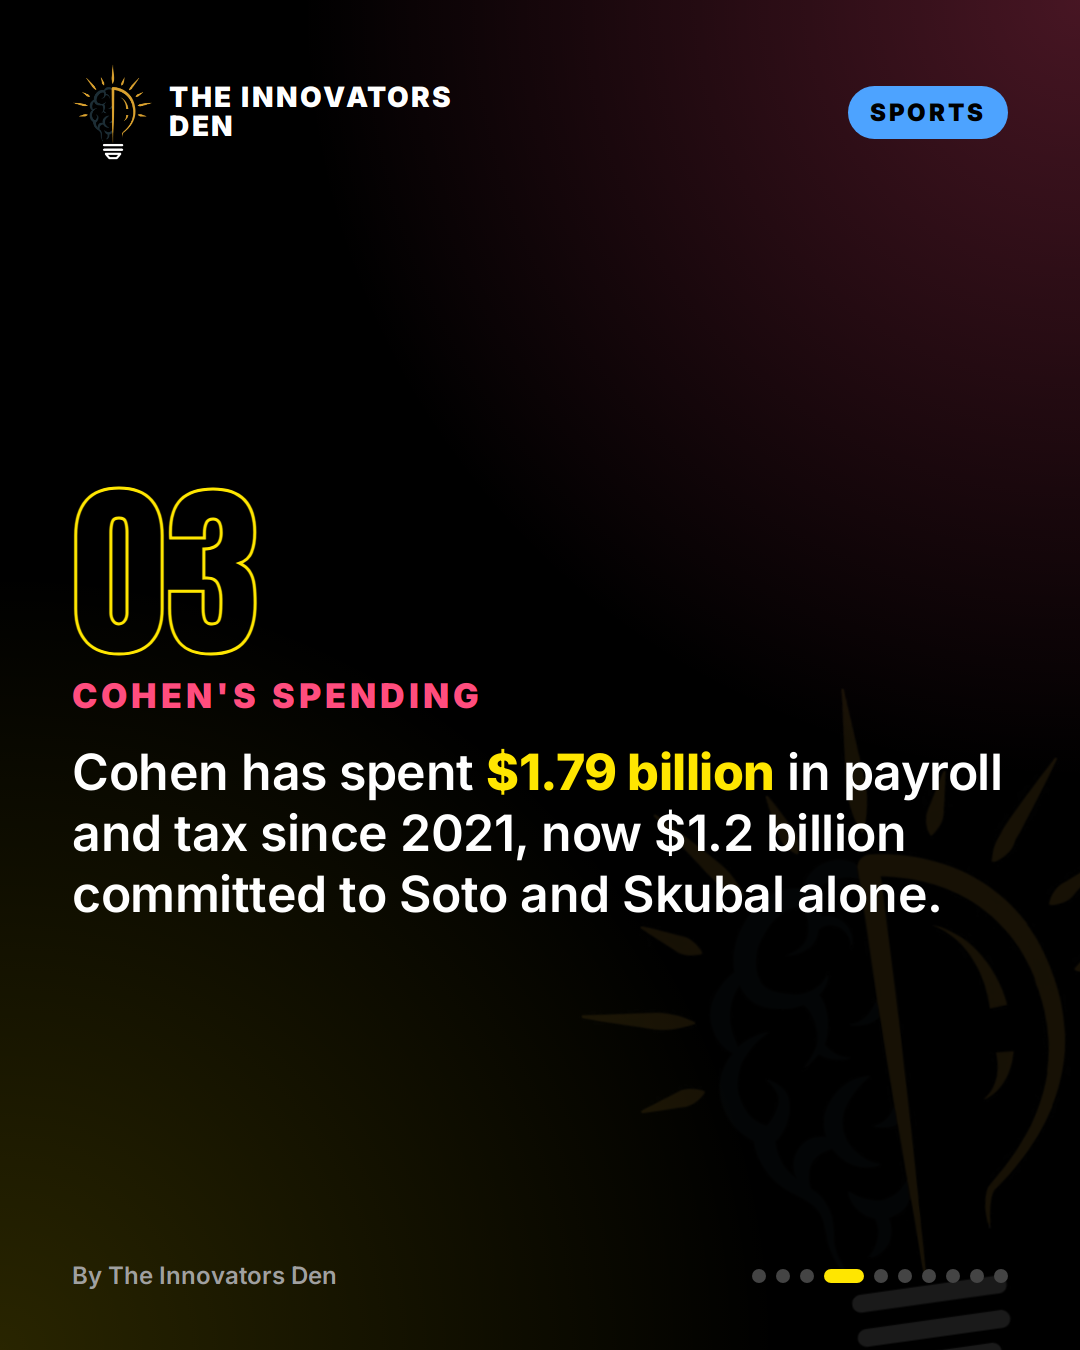 THE INNOVATORS
DEN
SPORTS
03
COHEN'S SPENDING
Cohen has spent $1.79 billion in payroll
and tax since 2021, now $1.2 billion
committed to Soto and Skubal alone.
By The Innovators Den